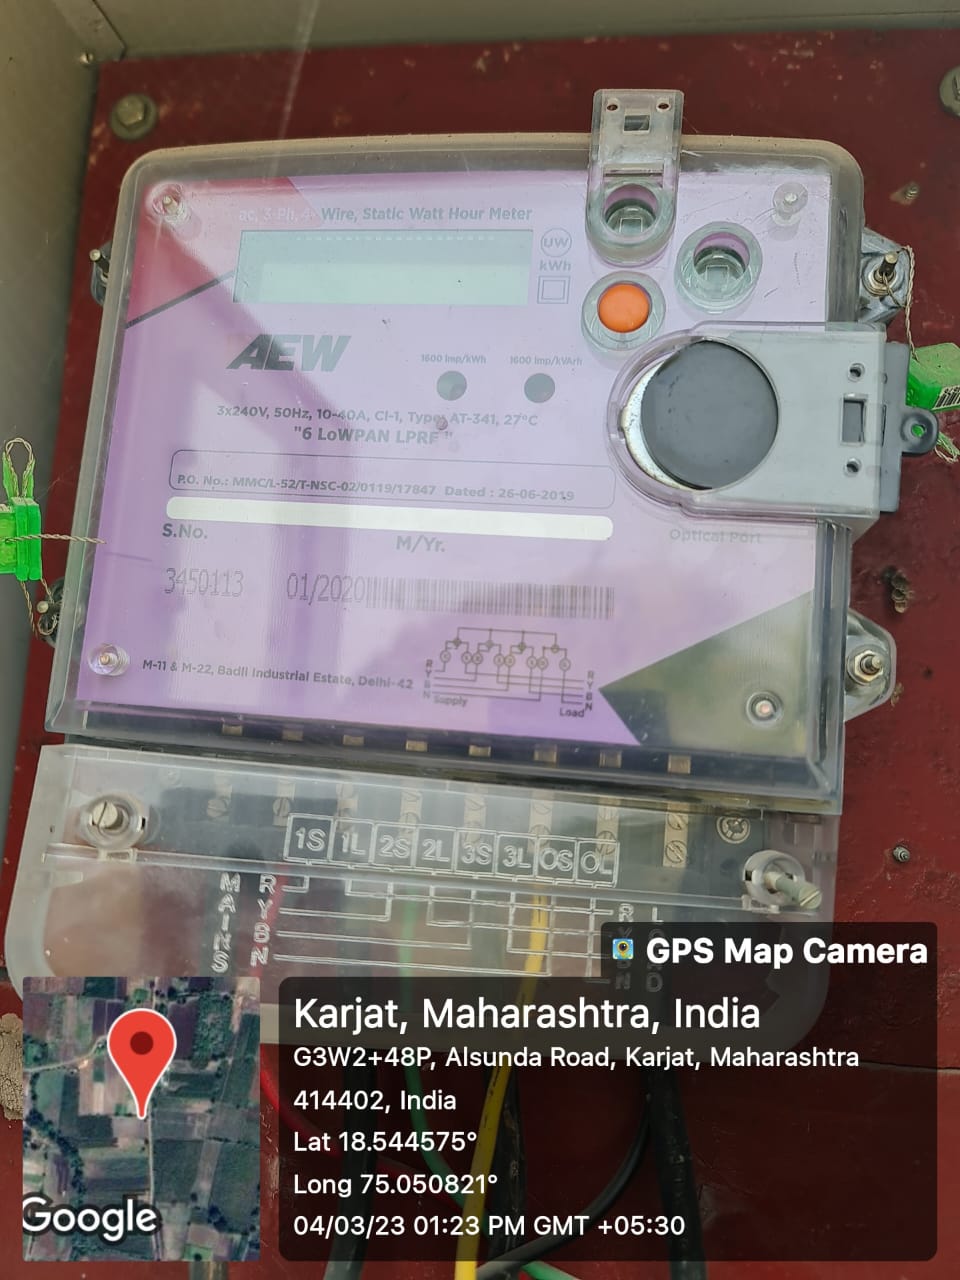 ac, 3-Ph, 4- Wire, Static Watt Hour Meter
UW
kWh
AEW
1600 Imp/kWh 1600 Imp/kVArh
3x240V, 50Hz, 10-40A, Cl-1, Type: AT-341, 27°C
"6 LoWPAN LPRF"
P.O. No.: MMC/L-52/T-NSC-02/0119/17847 Dated : 26-06-2019
S.No.
M/Yr.
Optical Port
3450113 01/2020
M-11 & M-22, Badli Industrial Estate, Delhi-42
R
Y
B
N
Supply
R
Y
B
N
Load
1S 1L 2S 2L 3S 3L OS OL
MAINS
R
Y
B
N
GPS Map Camera
Karjat, Maharashtra, India
G3W2+48P, Alsunda Road, Karjat, Maharashtra
414402, India
Lat 18.544575°
Long 75.050821°
04/03/23 01:23 PM GMT +05:30
Google